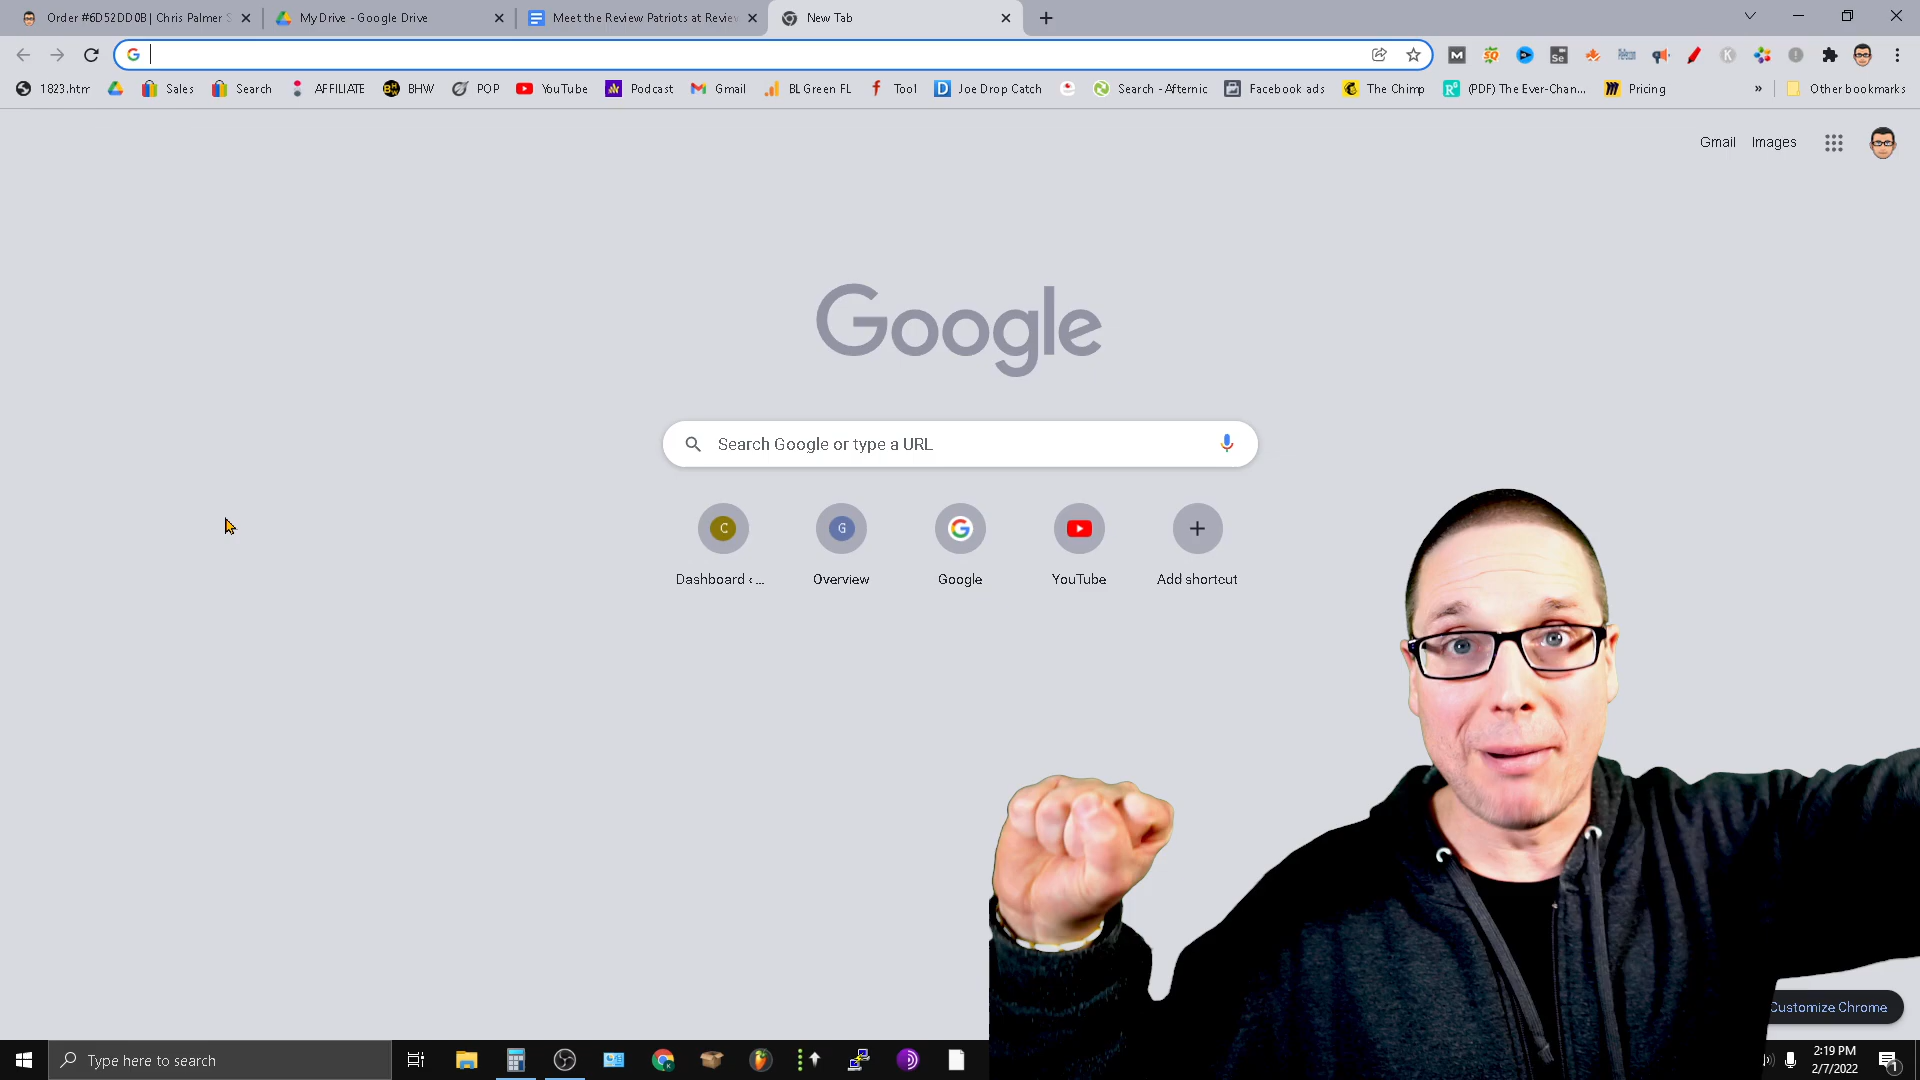 Order #6D52DD0B | Chris Palmer S
My Drive - Google Drive
Meet the Review Patriots at Review
New Tab
1823.htm
Sales
Search
AFFILIATE
BHW
POP
YouTube
Podcast
Gmail
BL Green FL
Tool
Joe Drop Catch
Search - Afternic
Facebook ads
The Chimp
(PDF) The Ever-Chan...
Pricing
»
Other bookmarks
Gmail
Images
Google
Search Google or type a URL
C
G
Dashboard ‹ ...
Overview
Google
YouTube
Add shortcut
Customize Chrome
Type here to search
2:19 PM
2/7/2022
1